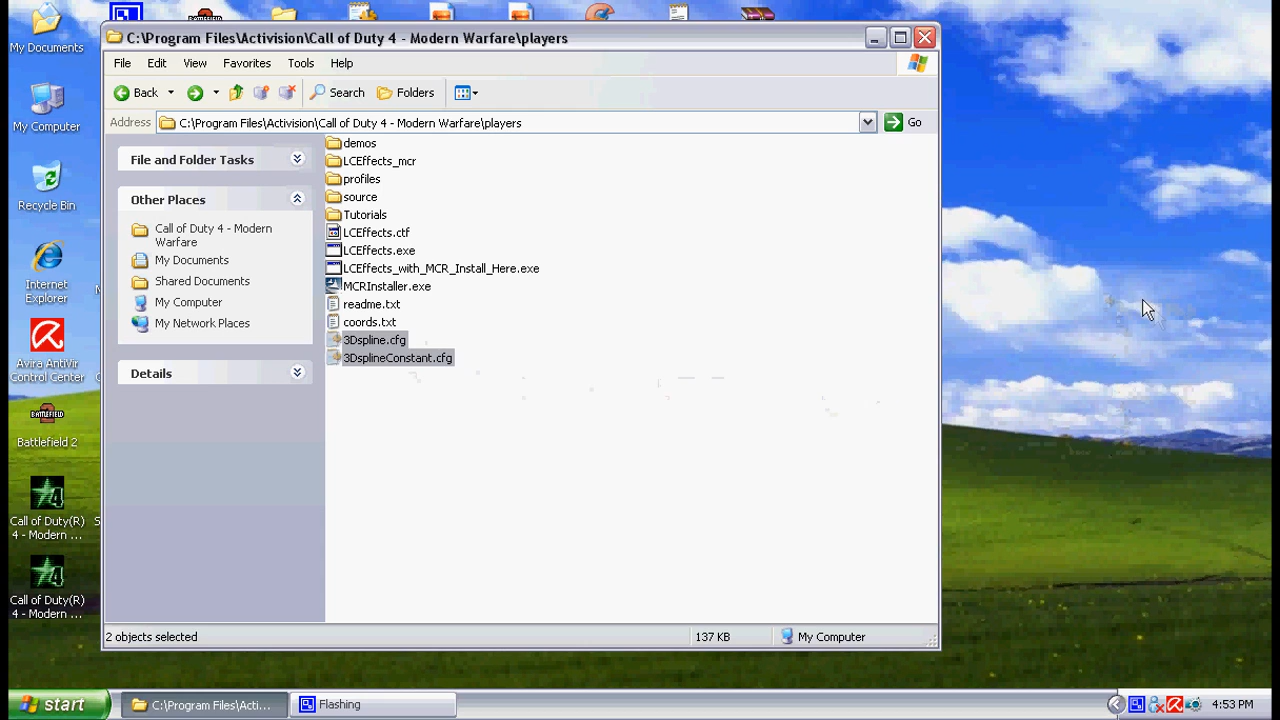 C:\Program Files\Activision\Call of Duty 4 - Modern Warfare\players
File Edit View Favorites Tools Help
Back Search Folders
Address C:\Program Files\Activision\Call of Duty 4 - Modern Warfare\players Go
File and Folder Tasks
Other Places
Call of Duty 4 - Modern
Warfare
My Documents
Shared Documents
My Computer
My Network Places
Details
demos
LCEffects_mcr
profiles
source
Tutorials
LCEffects.ctf
LCEffects.exe
LCEffects_with_MCR_Install_Here.exe
MCRInstaller.exe
readme.txt
coords.txt
3Dspline.cfg
3DsplineConstant.cfg
2 objects selected 137 KB My Computer
My Documents
My Computer
Recycle Bin
Internet
Explorer
Avira AntiVir
Control Center
BATTLEFIELD
Battlefield 2
Call of Duty(R)
4 - Modern ...
Call of Duty(R)
4 - Modern ...
start C:\Program Files\Acti... Flashing 4:53 PM